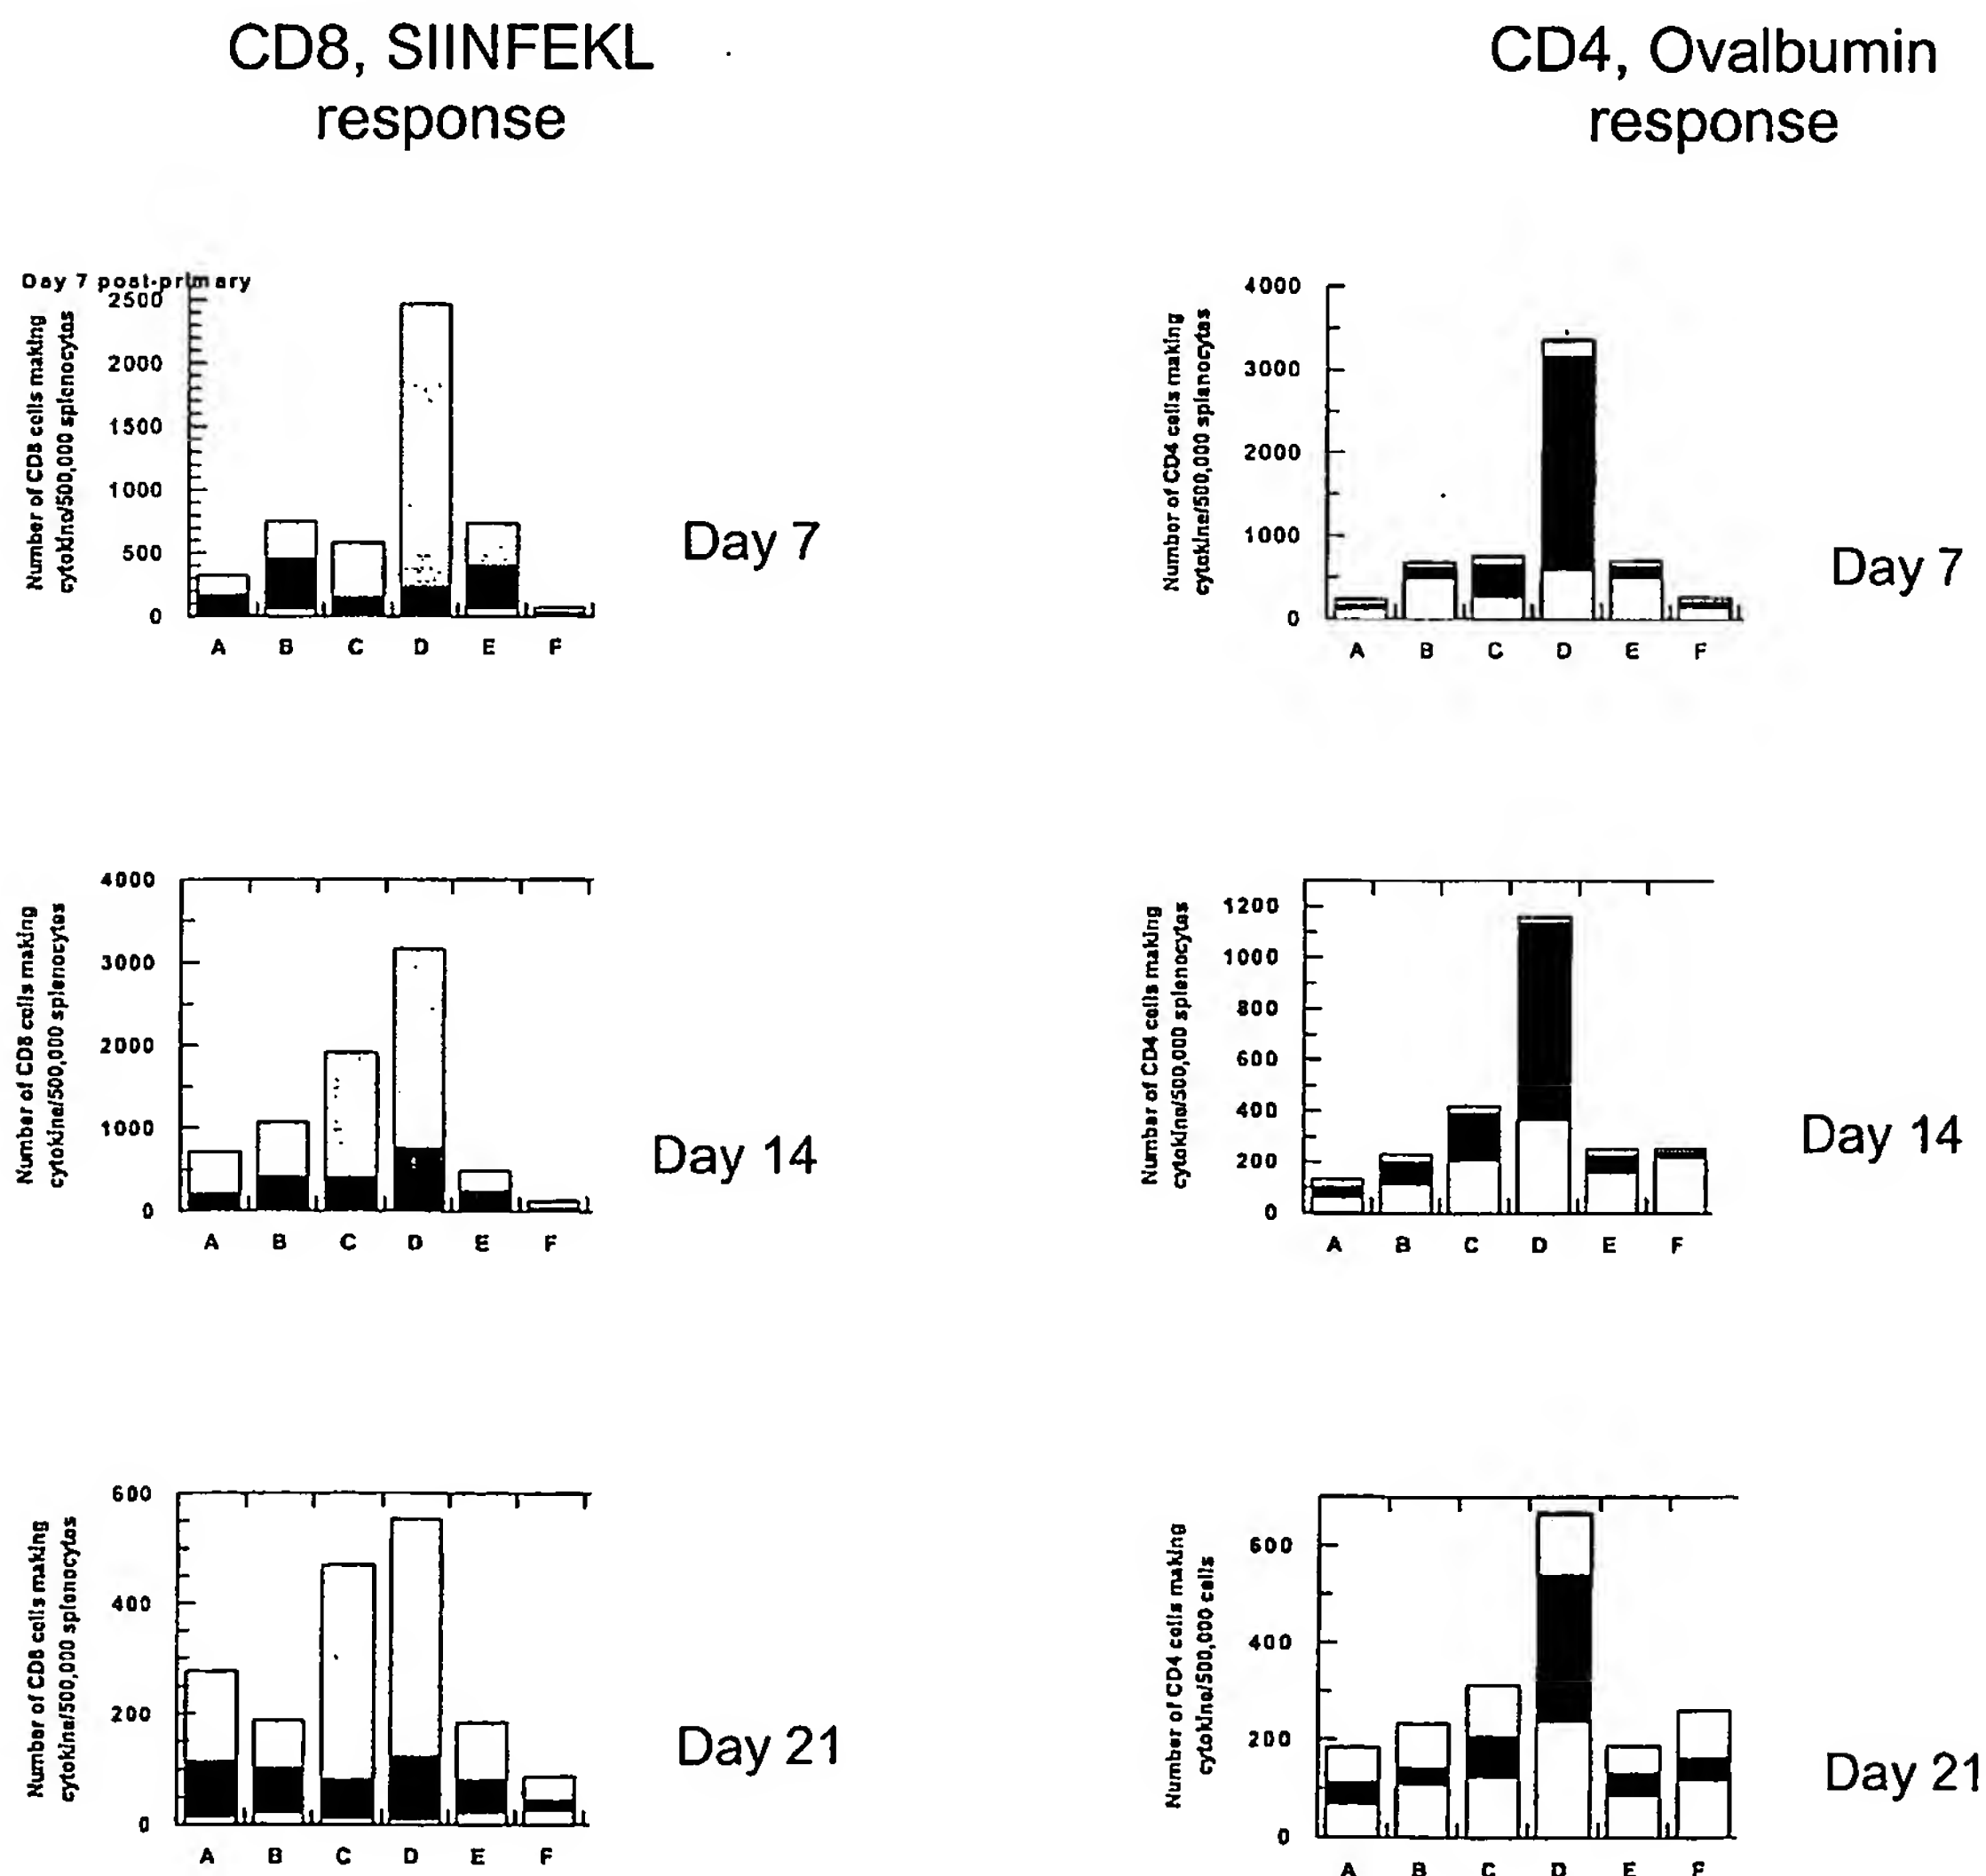 CD8, SIINFEKL
response
CD4, Ovalbumin
response
Day 7 post-primary
Number of CD8 cells making
cytokine/500,000 splenocytes
2500
2000
1500
1000
500
0
A B C D E F
Day 7
Number of CD4 cells making
cytokine/500,000 splenocytes
4000
3000
2000
1000
0
A B C D E F
Day 7
Number of CD8 cells making
cytokine/500,000 splenocytes
4000
3000
2000
1000
0
A B C D E F
Day 14
Number of CD4 cells making
cytokine/500,000 splenocytes
1200
1000
800
600
400
200
0
A B C D E F
Day 14
Number of CD8 cells making
cytokine/500,000 splenocytes
600
400
200
0
A B C D E F
Day 21
Number of CD4 cells making
cytokine/500,000 cells
600
400
200
0
A B C D E F
Day 21